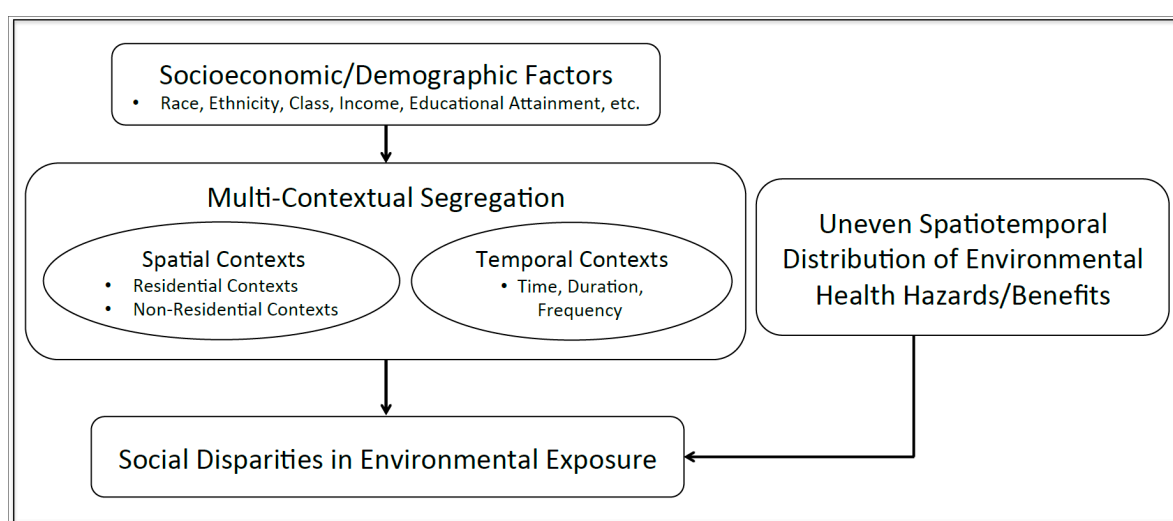 Socioeconomic/Demographic Factors
• Race, Ethnicity, Class, Income, Educational Attainment, etc.
Multi-Contextual Segregation
Spatial Contexts
• Residential Contexts
• Non-Residential Contexts
Temporal Contexts
• Time, Duration,
Frequency
Uneven Spatiotemporal
Distribution of Environmental
Health Hazards/Benefits
Social Disparities in Environmental Exposure